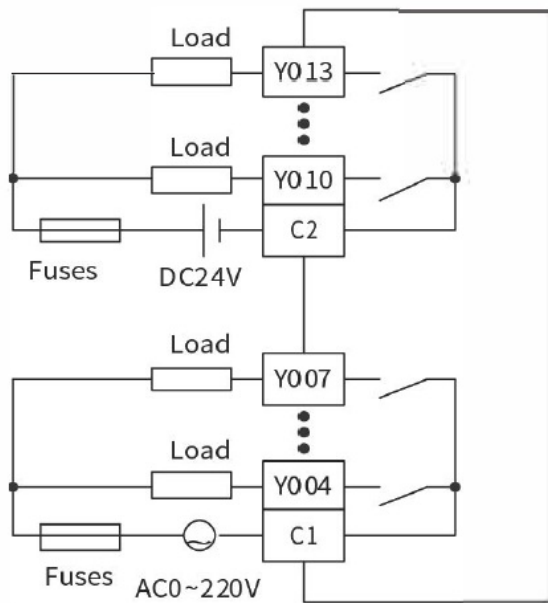 Load
Y013
Load
Y010
C2
Fuses
DC24V
Load
Y007
Load
Y004
C1
Fuses
AC0~220V